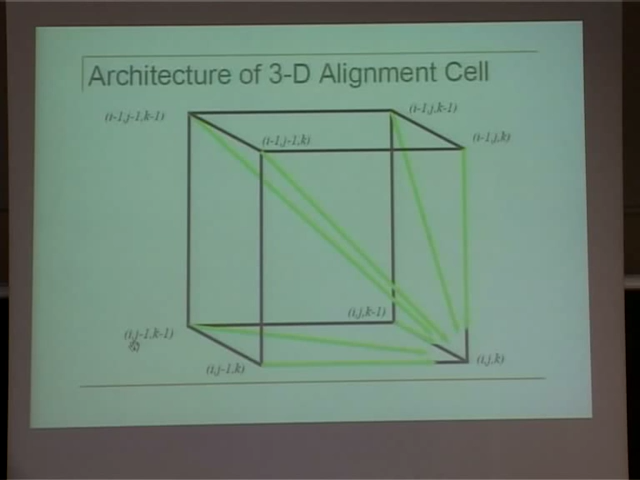 Architecture of 3-D Alignment Cell
(i-1,j-1,k-1)
(i-1,j,k-1)
(i-1,j-1,k)
(i-1,j,k)
(i,j,k-1)
(i,j-1,k-1)
(i,j-1,k)
(i,j,k)